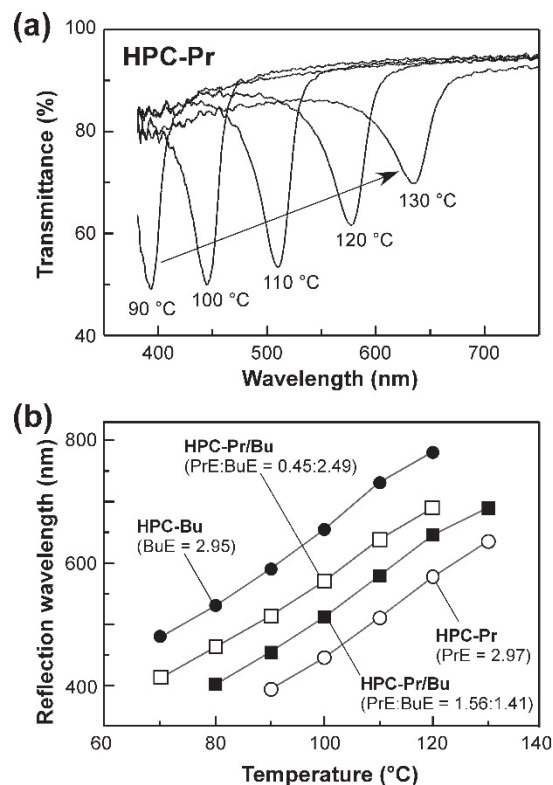 (a)
HPC-Pr
Transmittance (%)
100
80
60
40
90 °C
100 °C
110 °C
120 °C
130 °C
400
500
600
700
Wavelength (nm)
(b)
Reflection wavelength (nm)
800
600
400
HPC-Pr/Bu
(PrE:BuE = 0.45:2.49)
HPC-Bu
(BuE = 2.95)
HPC-Pr
(PrE = 2.97)
HPC-Pr/Bu
(PrE:BuE = 1.56:1.41)
60
80
100
120
140
Temperature (°C)